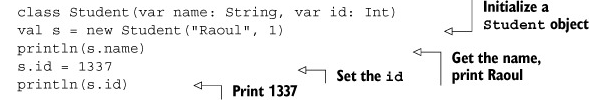 class Student(var name: String, var id: Int)
Initialize a
Student object
val s = new Student("Raoul", 1)
println(s.name)
Get the name,
print Raoul
s.id = 1337
Set the id
println(s.id)
Print 1337